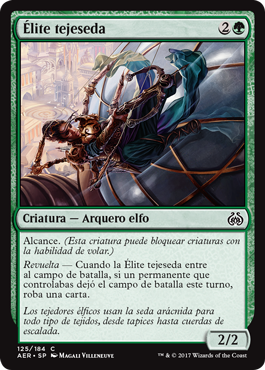 Élite tejeseda 2
Criatura — Arquero elfo
Alcance. (Esta criatura puede bloquear criaturas con
la habilidad de volar.)
Revuelta — Cuando la Élite tejeseda entre
al campo de batalla, si un permanente que
controlabas dejó el campo de batalla este turno,
roba una carta.
Los tejedores élficos usan la seda arácnida para
todo tipo de tejidos, desde tapices hasta cuerdas de
escalada.
2/2
125/184 C
AER • SP MAGALI VILLENEUVE
™ & © 2017 Wizards of the Coast